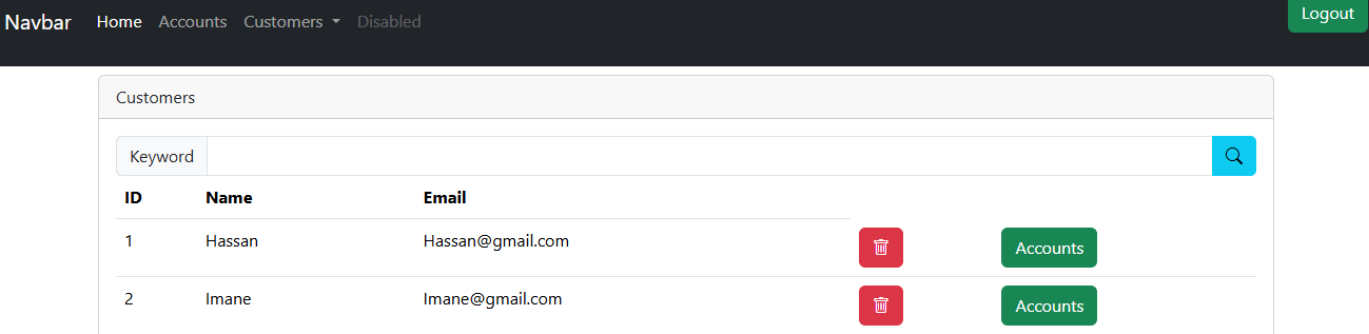 Navbar Home Accounts Customers Disabled Logout
Customers
Keyword
ID Name Email
1 Hassan Hassan@gmail.com Accounts
2 Imane Imane@gmail.com Accounts